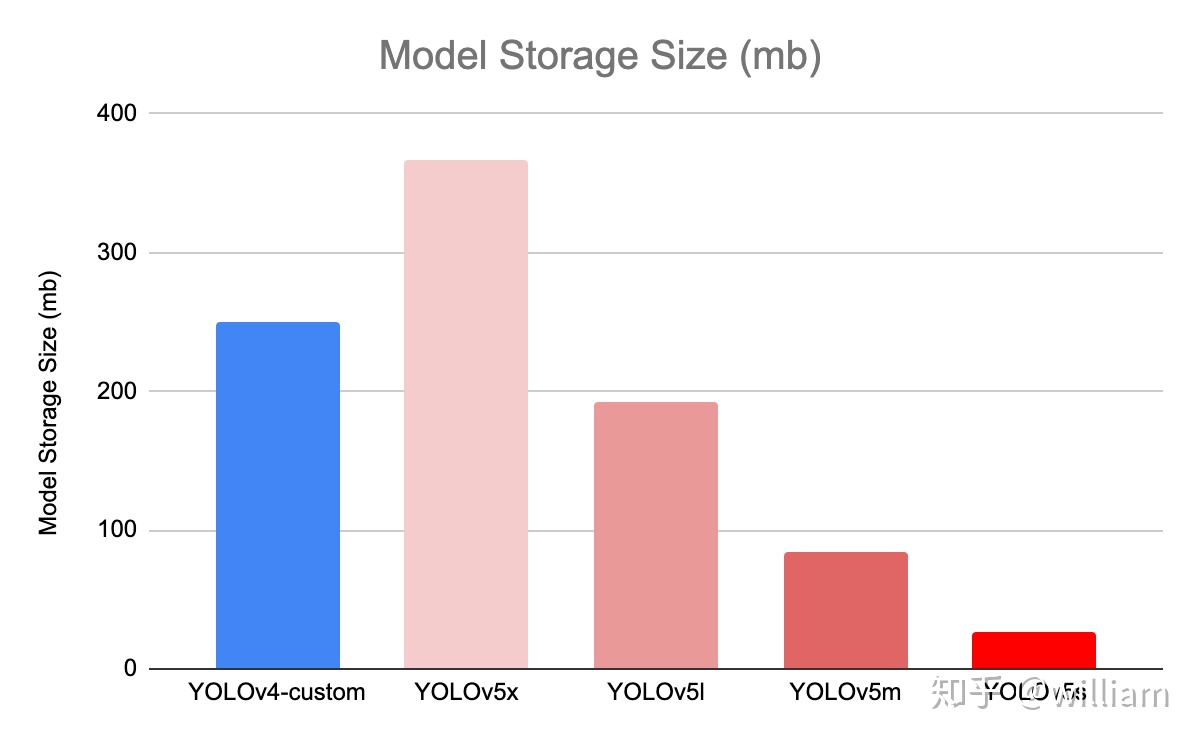 Model Storage Size (mb)
Model Storage Size (mb)
400
300
200
100
0
YOLOv4-custom
YOLOv5x
YOLOv5l
YOLOv5m
YOLOv5s
知乎 @william